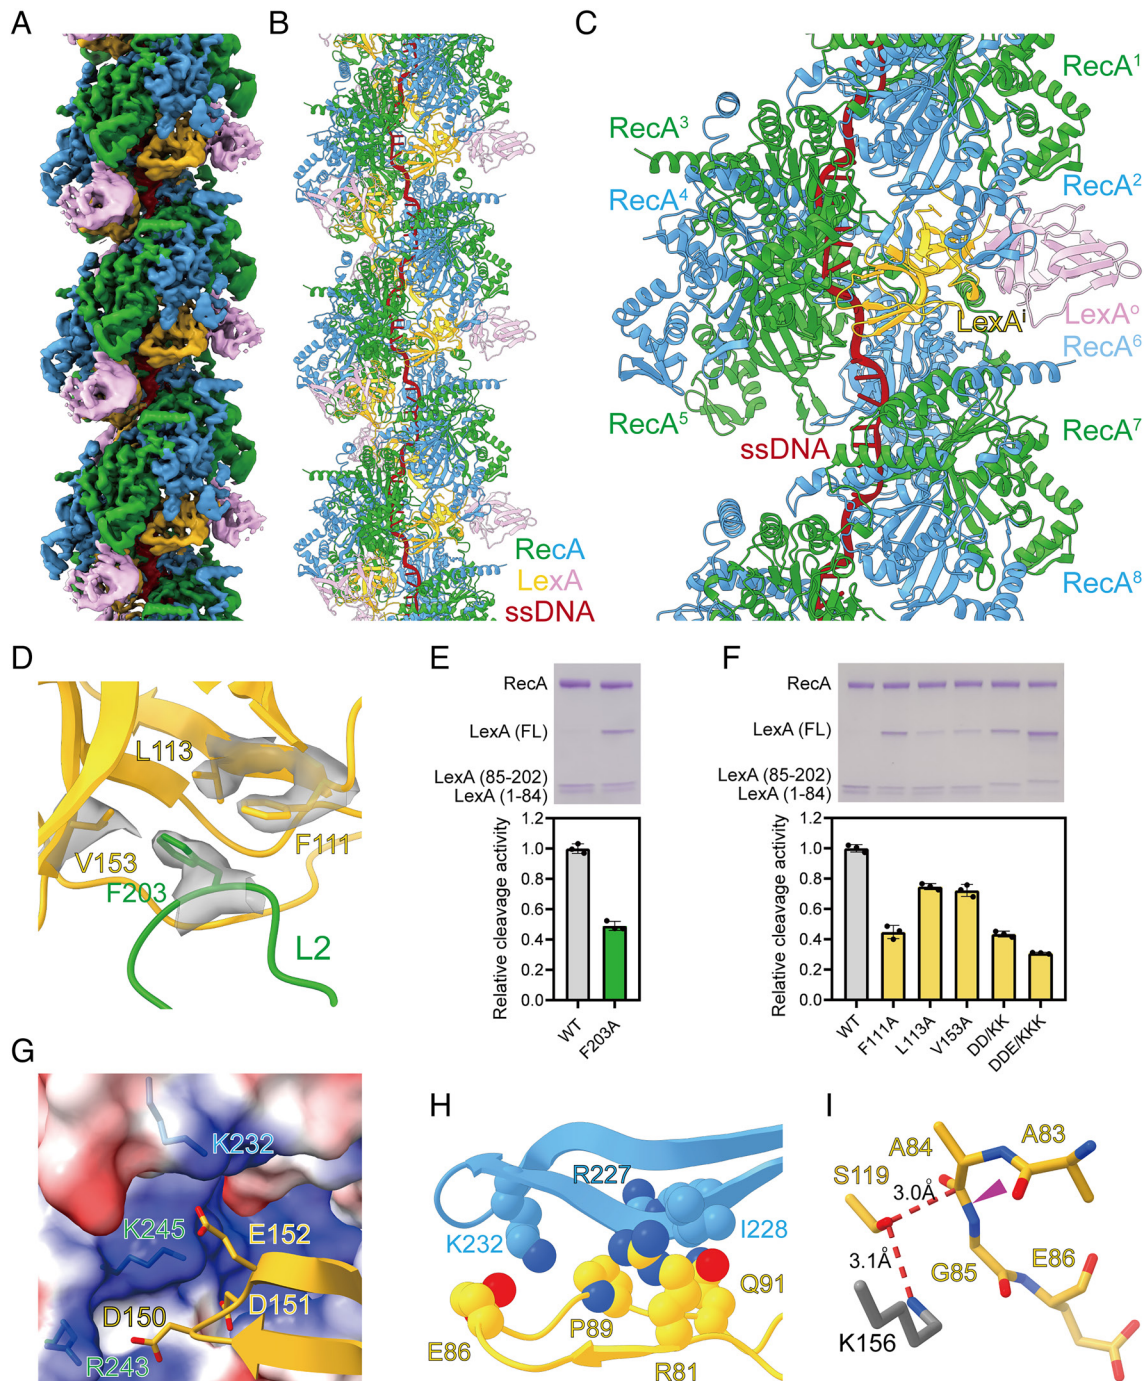 A
B
C
RecA¹
RecA³
RecA⁴
RecA²
LexAⁱ
LexAᵒ
RecA⁶
RecA⁵
ssDNA
RecA⁷
RecA⁸
RecA
LexA
ssDNA
D
L113
F111
V153
F203
L2
E
RecA
LexA (FL)
LexA (85-202)
LexA (1-84)
Relative cleavage activity
1.2
1.0
0.8
0.6
0.4
0.2
0.0
WT
F203A
F
RecA
LexA (FL)
LexA (85-202)
LexA (1-84)
Relative cleavage activity
1.2
1.0
0.8
0.6
0.4
0.2
0.0
WT
F111A
L113A
V153A
DD/KK
DDE/KKK
G
K232
K245
E152
D150
D151
R243
H
R227
K232
I228
Q91
P89
E86
R81
I
A84
A83
S119
3.0Å
3.1Å
G85
E86
K156